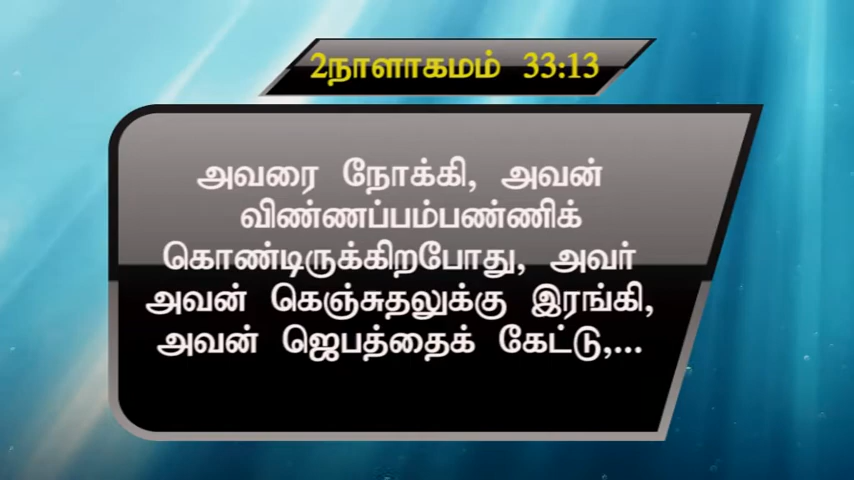 2நாளாகமம் 33:13
அவரை நோக்கி, அவன்
விண்ணப்பம்பண்ணிக்
கொண்டிருக்கிறபோது, அவர்
அவன் கெஞ்சுதலுக்கு இரங்கி,
அவன் ஜெபத்தைக் கேட்டு,...